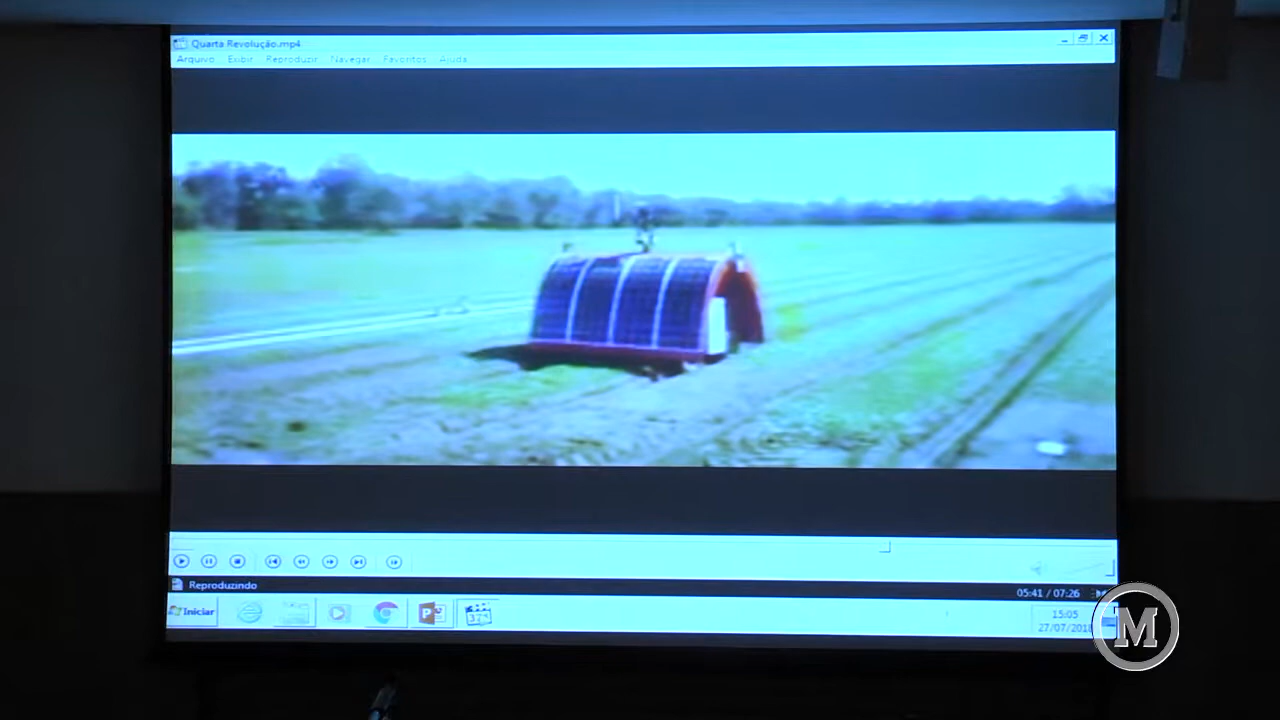 Quarta Revolução.mp4
Arquivo Exibir Reproduzir Navegar Favoritos Ajuda
Reproduzindo
05:41 / 07:26
Iniciar
15:05
27/07/2018
M